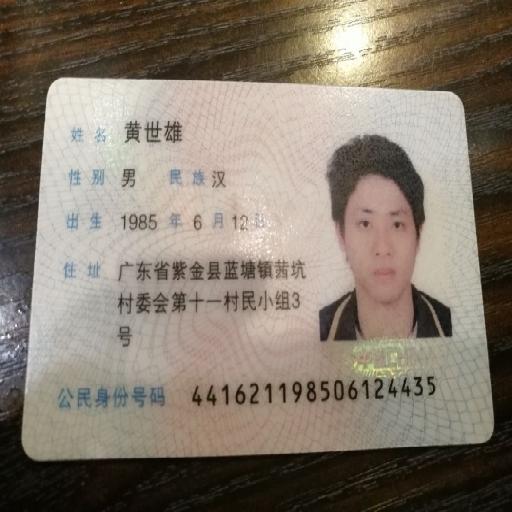 姓名 黄世雄
性别 男 民族 汉
出生 1985 年 6 月 12 日
住址 广东省紫金县蓝塘镇茜坑
村委会第十一村民小组3
号
公民身份号码 441621198506124435